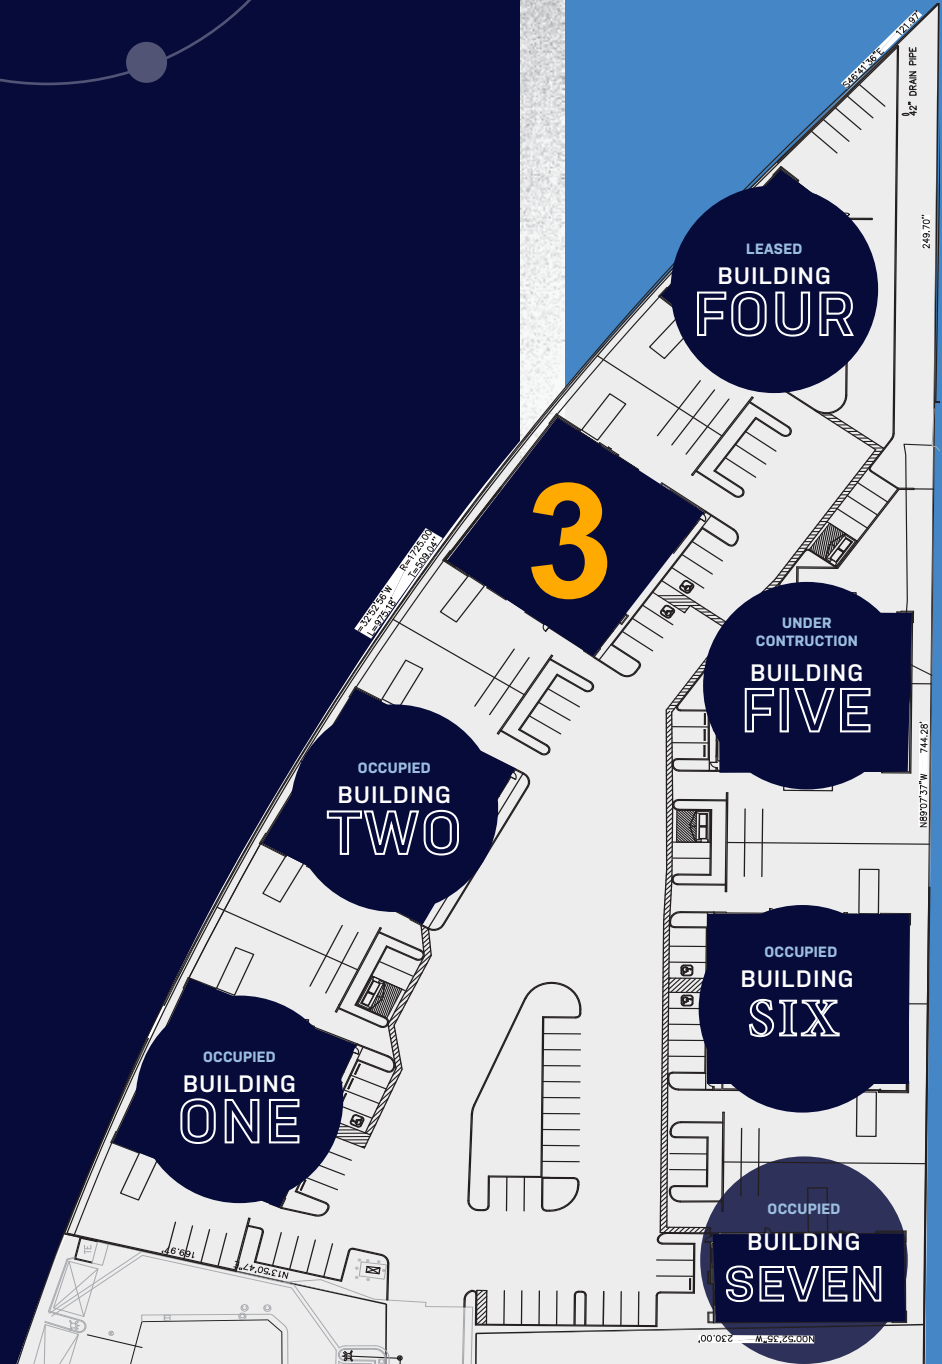 S46°41'36"E 121.97'
42" DRAIN PIPE
249.70'
LEASED
BUILDING
FOUR
3
R=1725.00'
T=509.04'
=32°52'56"W
L=975.18'
UNDER
CONTRUCTION
BUILDING
FIVE
N89°07'37"W 744.28'
OCCUPIED
BUILDING
TWO
OCCUPIED
BUILDING
SIX
OCCUPIED
BUILDING
ONE
OCCUPIED
BUILDING
SEVEN
169.97'
N13°50'47"E
TE
N00°52'35"W 230.00'